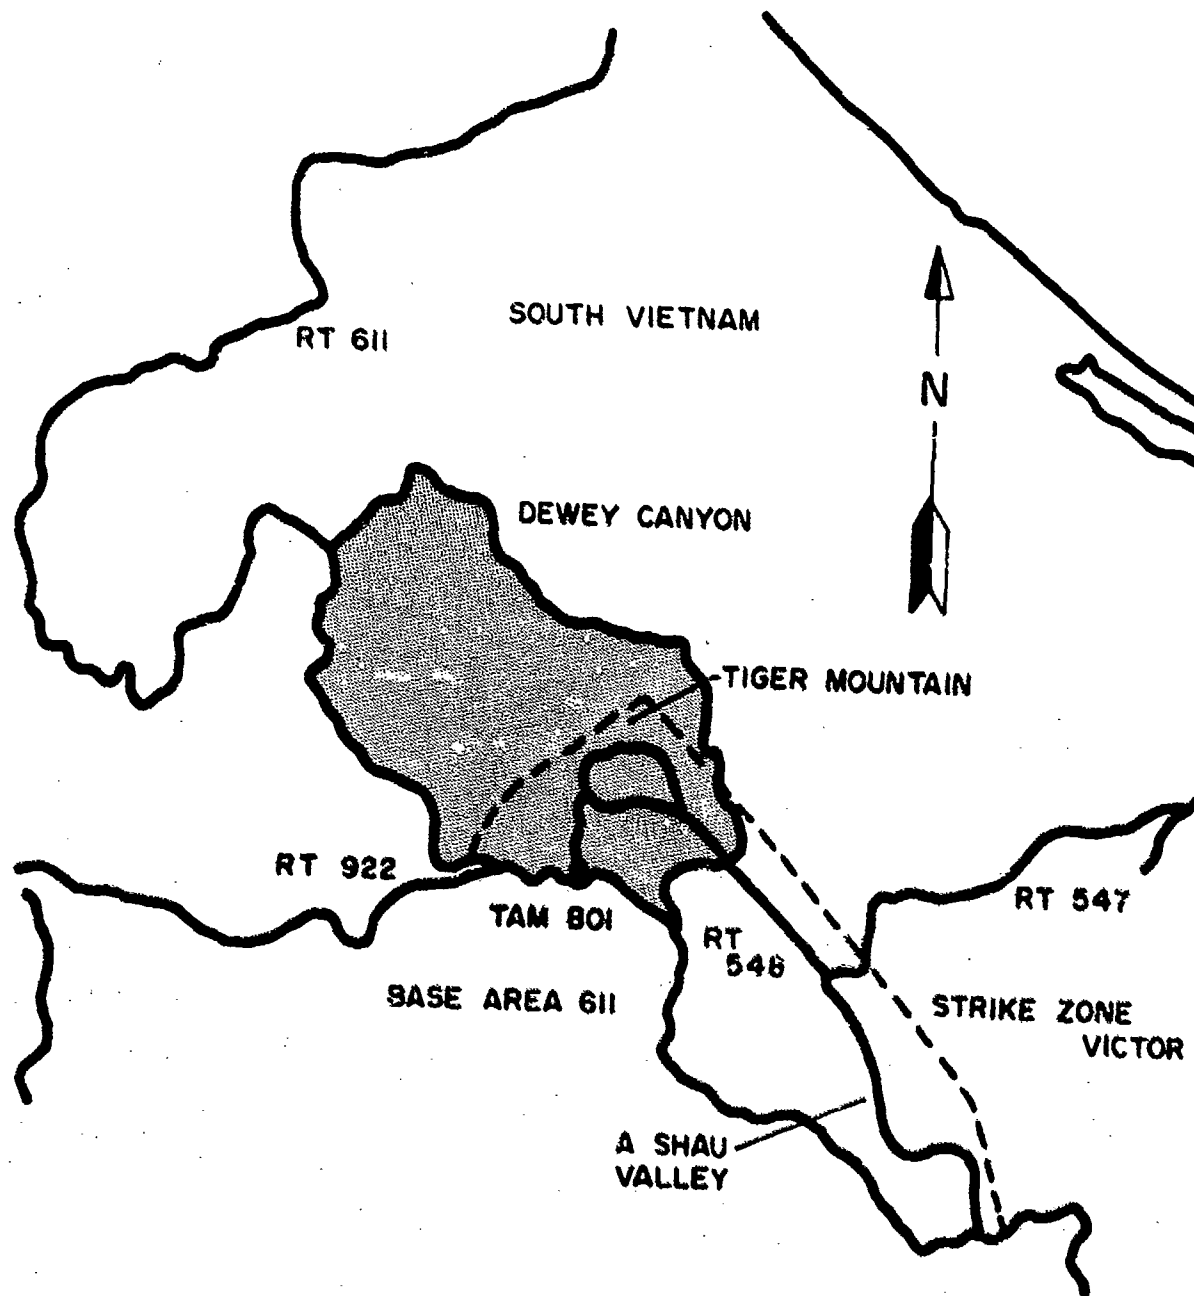 SOUTH VIETNAM
RT 611
N
DEWEY CANYON
TIGER MOUNTAIN
RT 922
TAM BOI
RT 547
RT
548
BASE AREA 611
STRIKE ZONE
VICTOR
A SHAU
VALLEY